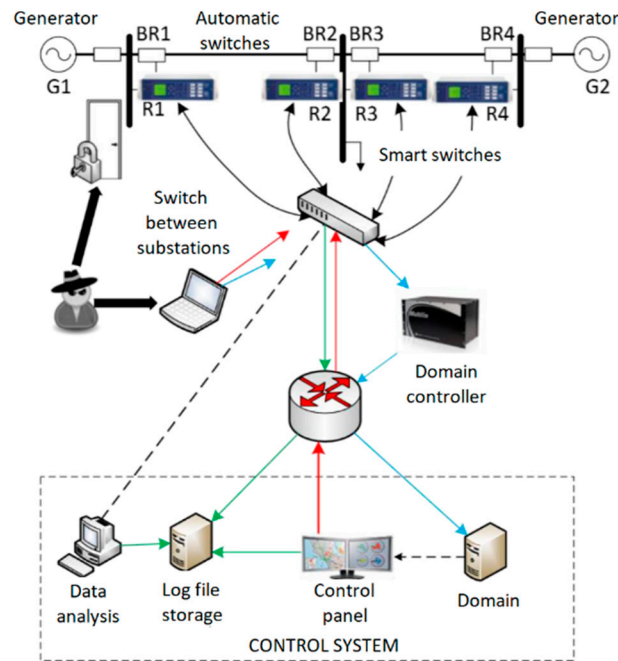 Generator
BR1
Automatic
switches
BR2
BR3
BR4
Generator
G1
R1
R2
R3
R4
G2
Smart switches
Switch
between
substations
Domain
controller
Data
analysis
Log file
storage
Control
panel
Domain
CONTROL SYSTEM